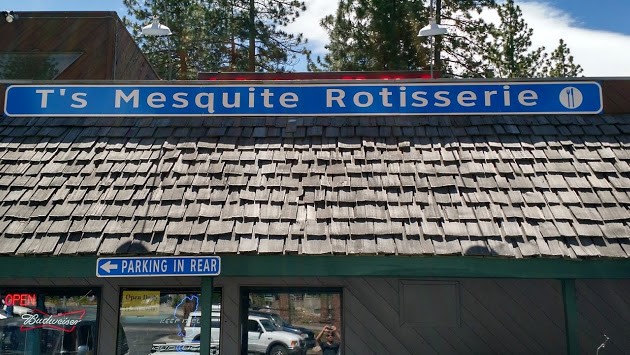 T's Mesquite Rotisserie
PARKING IN REAR
OPEN
Budweiser